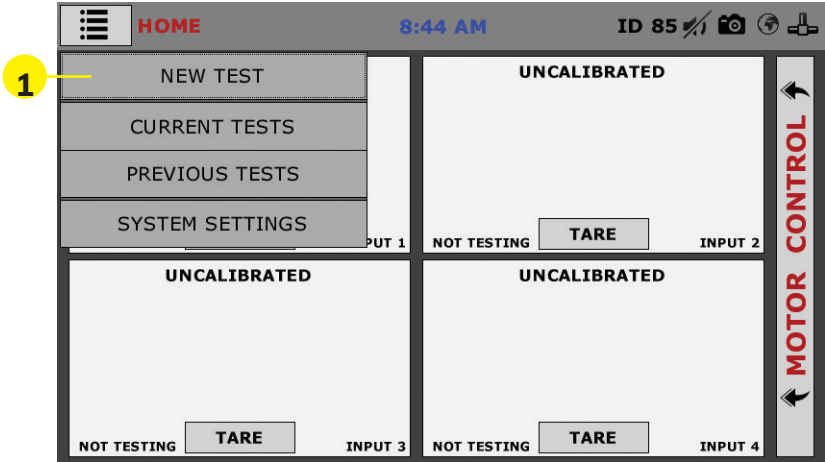 HOME 8:44 AM ID 85
1
NEW TEST
CURRENT TESTS
PREVIOUS TESTS
SYSTEM SETTINGS
PUT 1
UNCALIBRATED
NOT TESTING TARE INPUT 2
UNCALIBRATED
NOT TESTING TARE INPUT 3
UNCALIBRATED
NOT TESTING TARE INPUT 4
MOTOR CONTROL